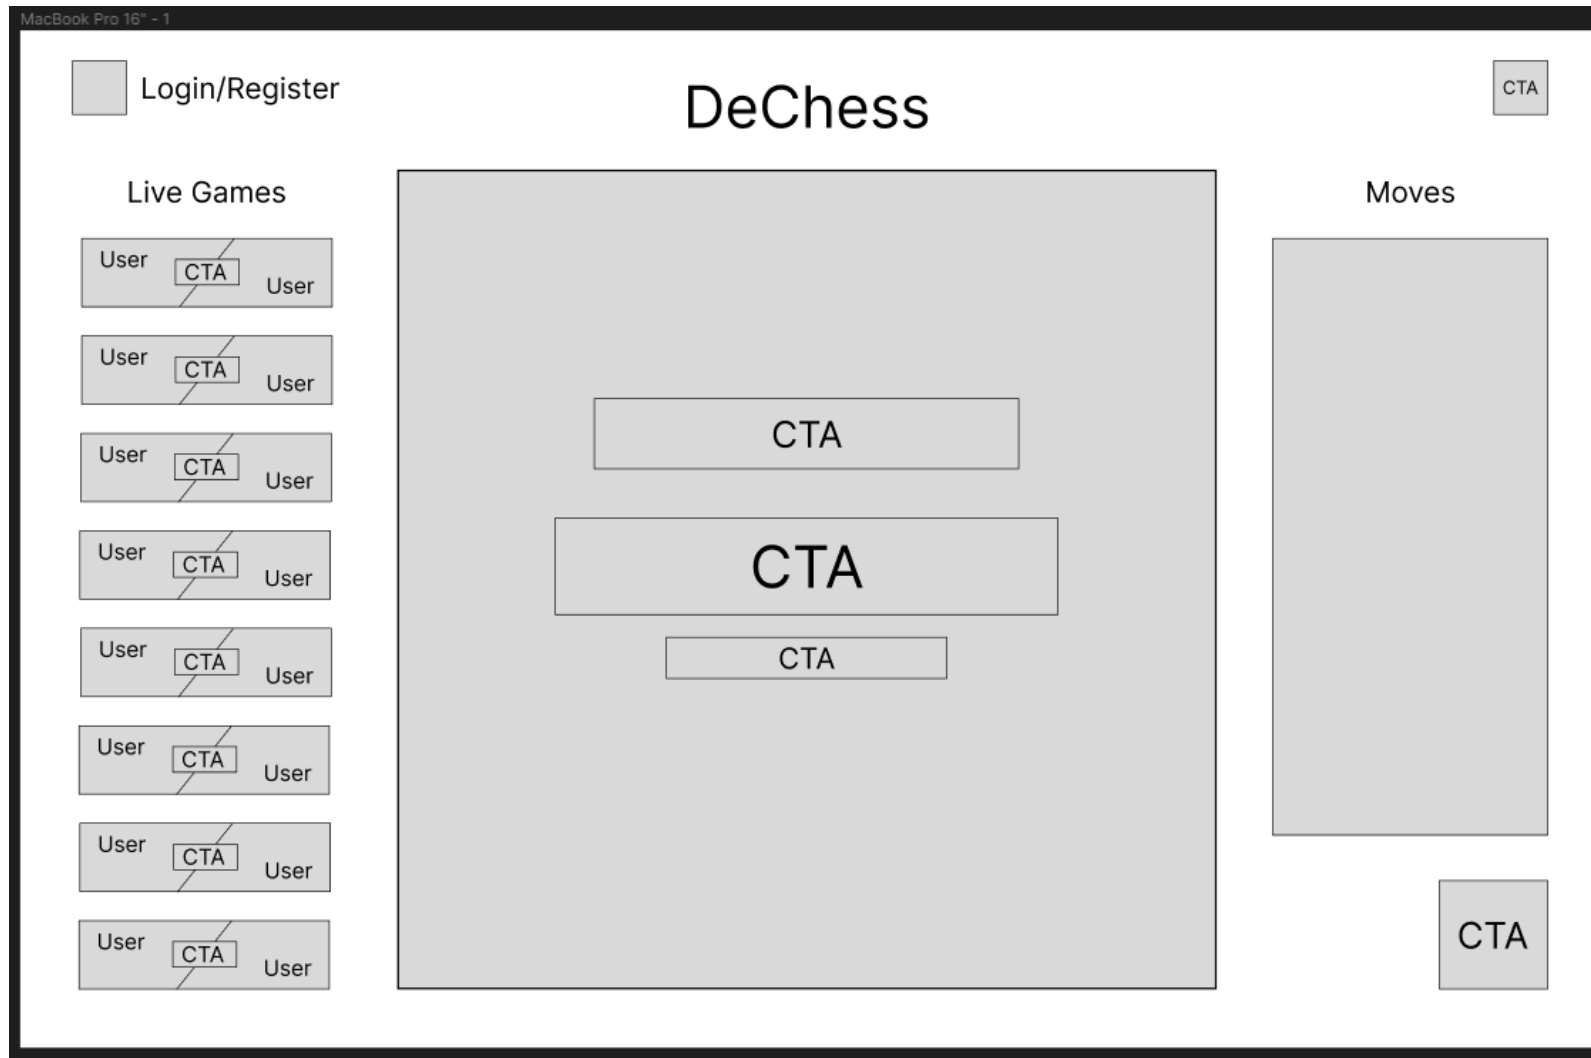 MacBook Pro 16" - 1
Login/Register
DeChess
CTA
Live Games
User
CTA
User
User
CTA
User
User
CTA
User
User
CTA
User
User
CTA
User
User
CTA
User
User
CTA
User
User
CTA
User
CTA
CTA
CTA
Moves
CTA